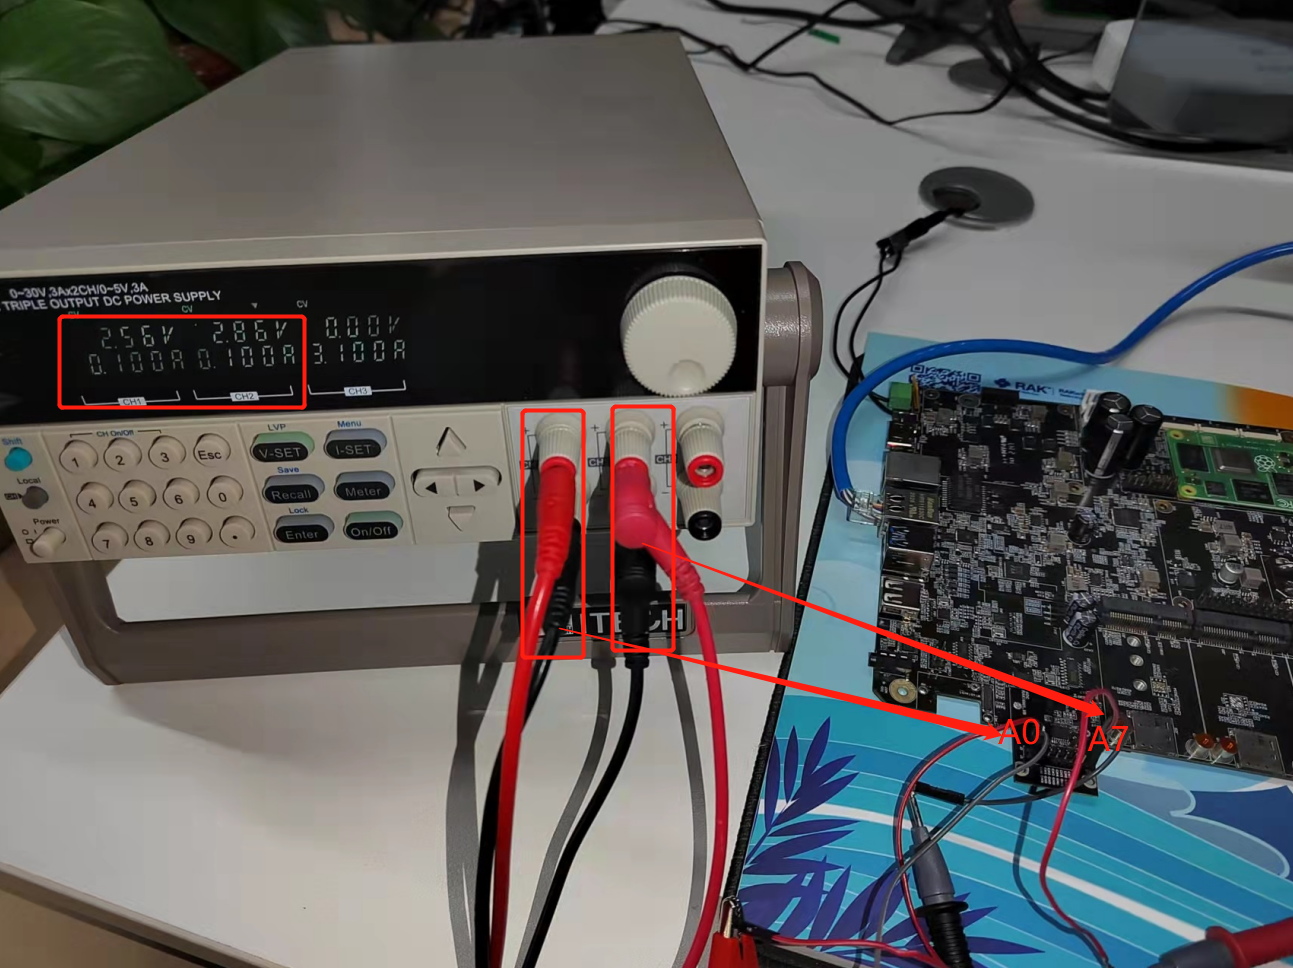 0~30V,3Ax2CH/0~5V,3A
TRIPLE OUTPUT DC POWER SUPPLY
CV
CV
2.56V 2.86V 0.00V
0.100A 0.100A 3.100A
CH1 CH2 CH3
Shift
CH On/Off
LVP
Menu
1 2 3 Esc
V-SET
I-SET
Local
Save
4 5 6 0
Recall
Meter
Power
Lock
7 8 9
Enter
On/Off
TECH
RAK
A0
A7